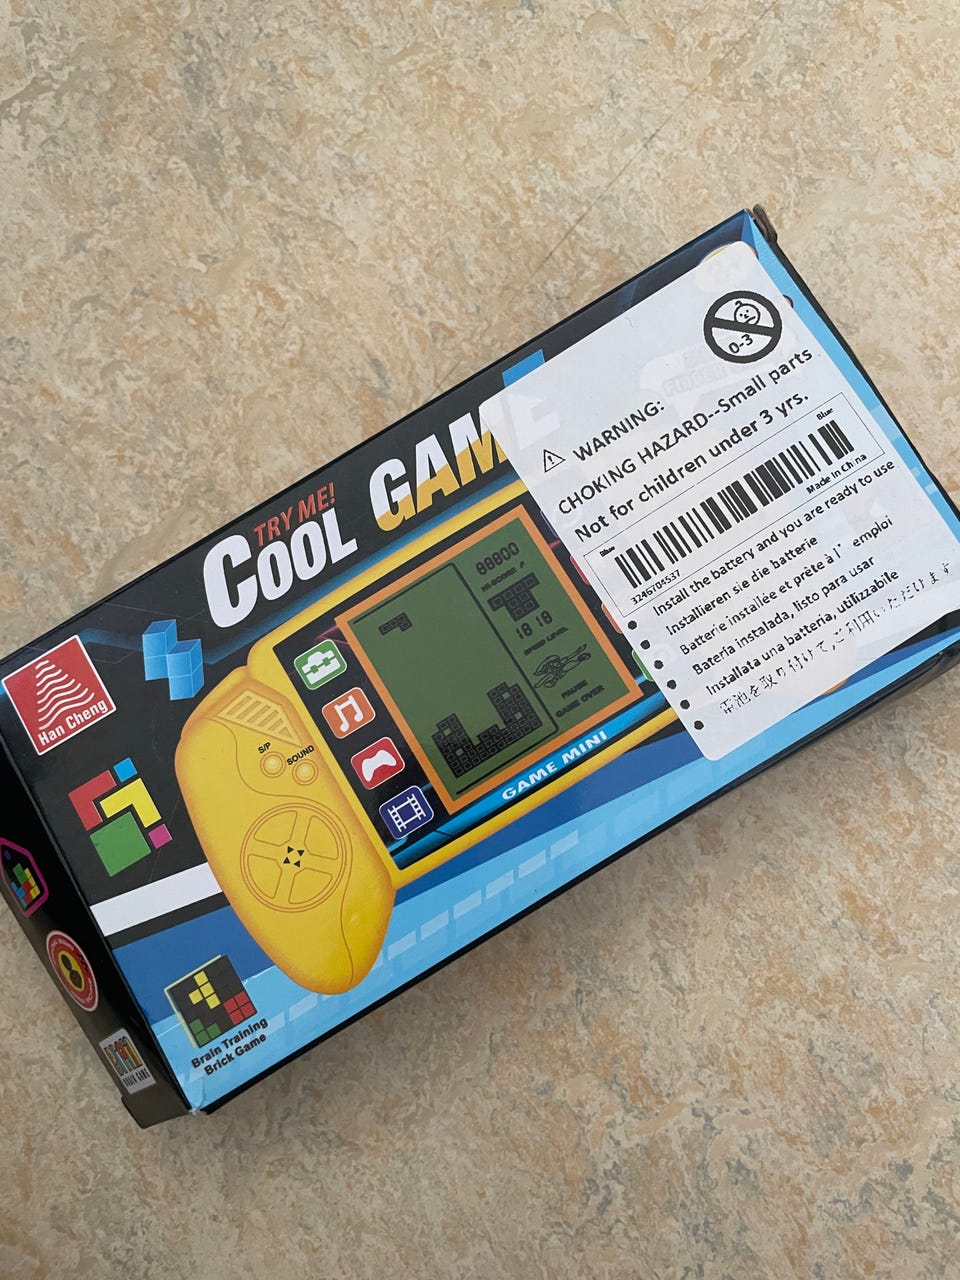 TRY ME!
COOL GAME
Han Cheng
S/P
SOUND
88800
HI-SCORE
SPEED LEVEL
PAUSE
GAME OVER
GAME MINI
Brain Training
Brick Game
0-3
⚠ WARNING:
CHOKING HAZARD--Small parts
Not for children under 3 yrs.
Blue
Blue
3246704537
Made in China
Install the battery and you are ready to use
Installieren sie die batterie
Batterie installée et prête à l' emploi
Batería instalada, listo para usar
Installata una batteria, utilizzabile
電池を取り付けて,ご利用いただけます